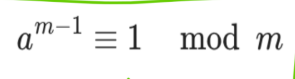 a^{m-1} ≡ 1 mod m